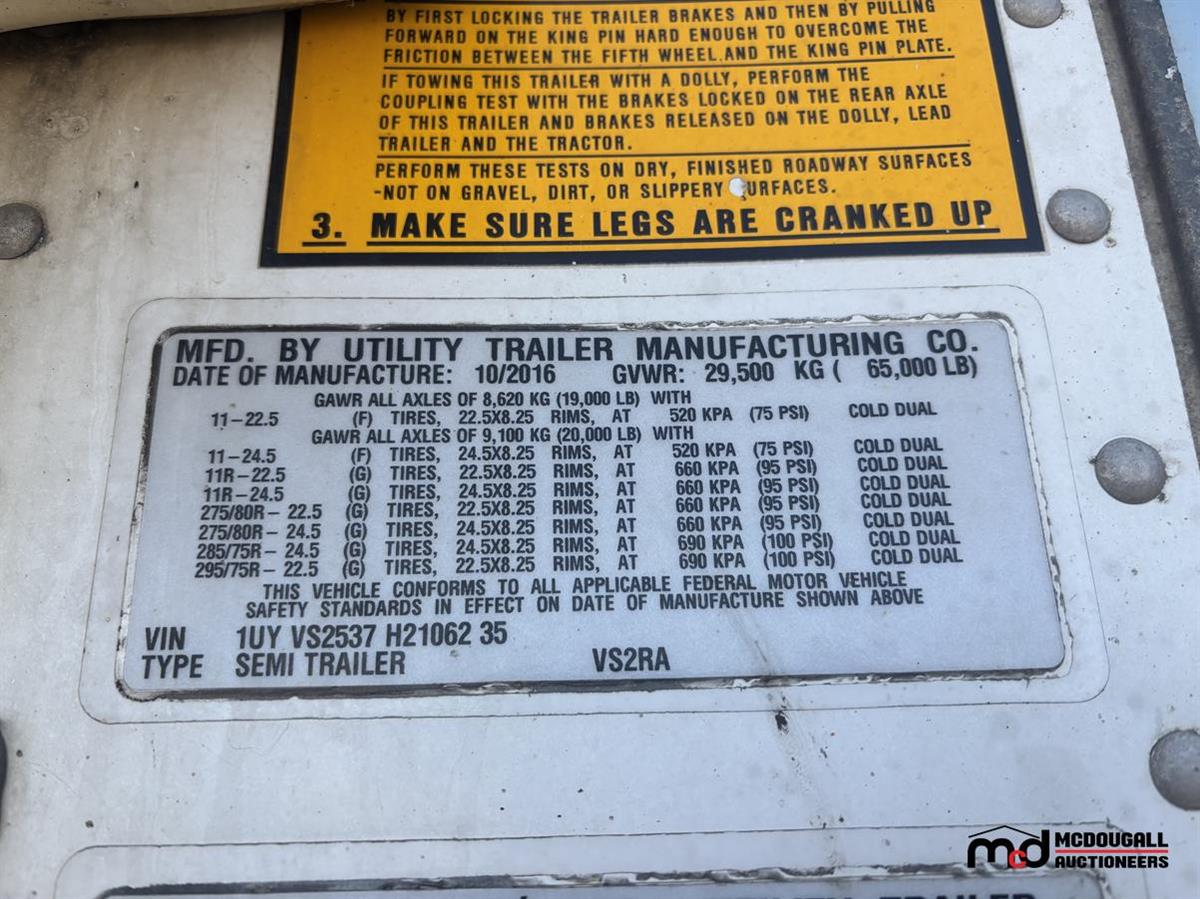 BY FIRST LOCKING THE TRAILER BRAKES AND THEN BY PULLING
FORWARD ON THE KING PIN HARD ENOUGH TO OVERCOME THE
FRICTION BETWEEN THE FIFTH WHEEL AND THE KING PIN PLATE.
IF TOWING THIS TRAILER WITH A DOLLY, PERFORM THE
COUPLING TEST WITH THE BRAKES LOCKED ON THE REAR AXLE
OF THIS TRAILER AND BRAKES RELEASED ON THE DOLLY, LEAD
TRAILER AND THE TRACTOR.
PERFORM THESE TESTS ON DRY, FINISHED ROADWAY SURFACES
-NOT ON GRAVEL, DIRT, OR SLIPPERY URFACES.
3. MAKE SURE LEGS ARE CRANKED UP
MFD. BY UTILITY TRAILER MANUFACTURING CO.
DATE OF MANUFACTURE: 10/2016 GVWR: 29,500 KG ( 65,000 LB)
GAWR ALL AXLES OF 8,620 KG (19,000 LB) WITH
11-22.5 (F) TIRES, 22.5X8.25 RIMS, AT 520 KPA (75 PSI) COLD DUAL
GAWR ALL AXLES OF 9,100 KG (20,000 LB) WITH
11-24.5 (F) TIRES, 24.5X8.25 RIMS, AT 520 KPA (75 PSI) COLD DUAL
11R-22.5 (G) TIRES, 22.5X8.25 RIMS, AT 660 KPA (95 PSI) COLD DUAL
11R-24.5 (G) TIRES, 24.5X8.25 RIMS, AT 660 KPA (95 PSI) COLD DUAL
275/80R- 22.5 (G) TIRES, 22.5X8.25 RIMS, AT 660 KPA (95 PSI) COLD DUAL
275/80R- 24.5 (G) TIRES, 24.5X8.25 RIMS, AT 660 KPA (95 PSI) COLD DUAL
285/75R- 24.5 (G) TIRES, 24.5X8.25 RIMS, AT 690 KPA (100 PSI) COLD DUAL
295/75R- 22.5 (G) TIRES, 22.5X8.25 RIMS, AT 690 KPA (100 PSI) COLD DUAL
THIS VEHICLE CONFORMS TO ALL APPLICABLE FEDERAL MOTOR VEHICLE
SAFETY STANDARDS IN EFFECT ON DATE OF MANUFACTURE SHOWN ABOVE
VIN 1UY VS2537 H21062 35
TYPE SEMI TRAILER VS2RA
mcd MCDOUGALL
AUCTIONEERS